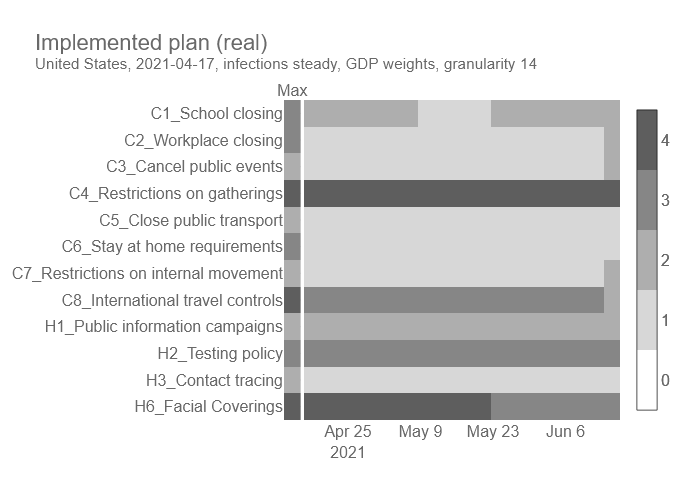 Implemented plan (real)
United States, 2021-04-17, infections steady, GDP weights, granularity 14
Max
C1_School closing
C2_Workplace closing
C3_Cancel public events
C4_Restrictions on gatherings
C5_Close public transport
C6_Stay at home requirements
C7_Restrictions on internal movement
C8_International travel controls
H1_Public information campaigns
H2_Testing policy
H3_Contact tracing
H6_Facial Coverings
Apr 25 May 9 May 23 Jun 6
2021
4
3
2
1
0